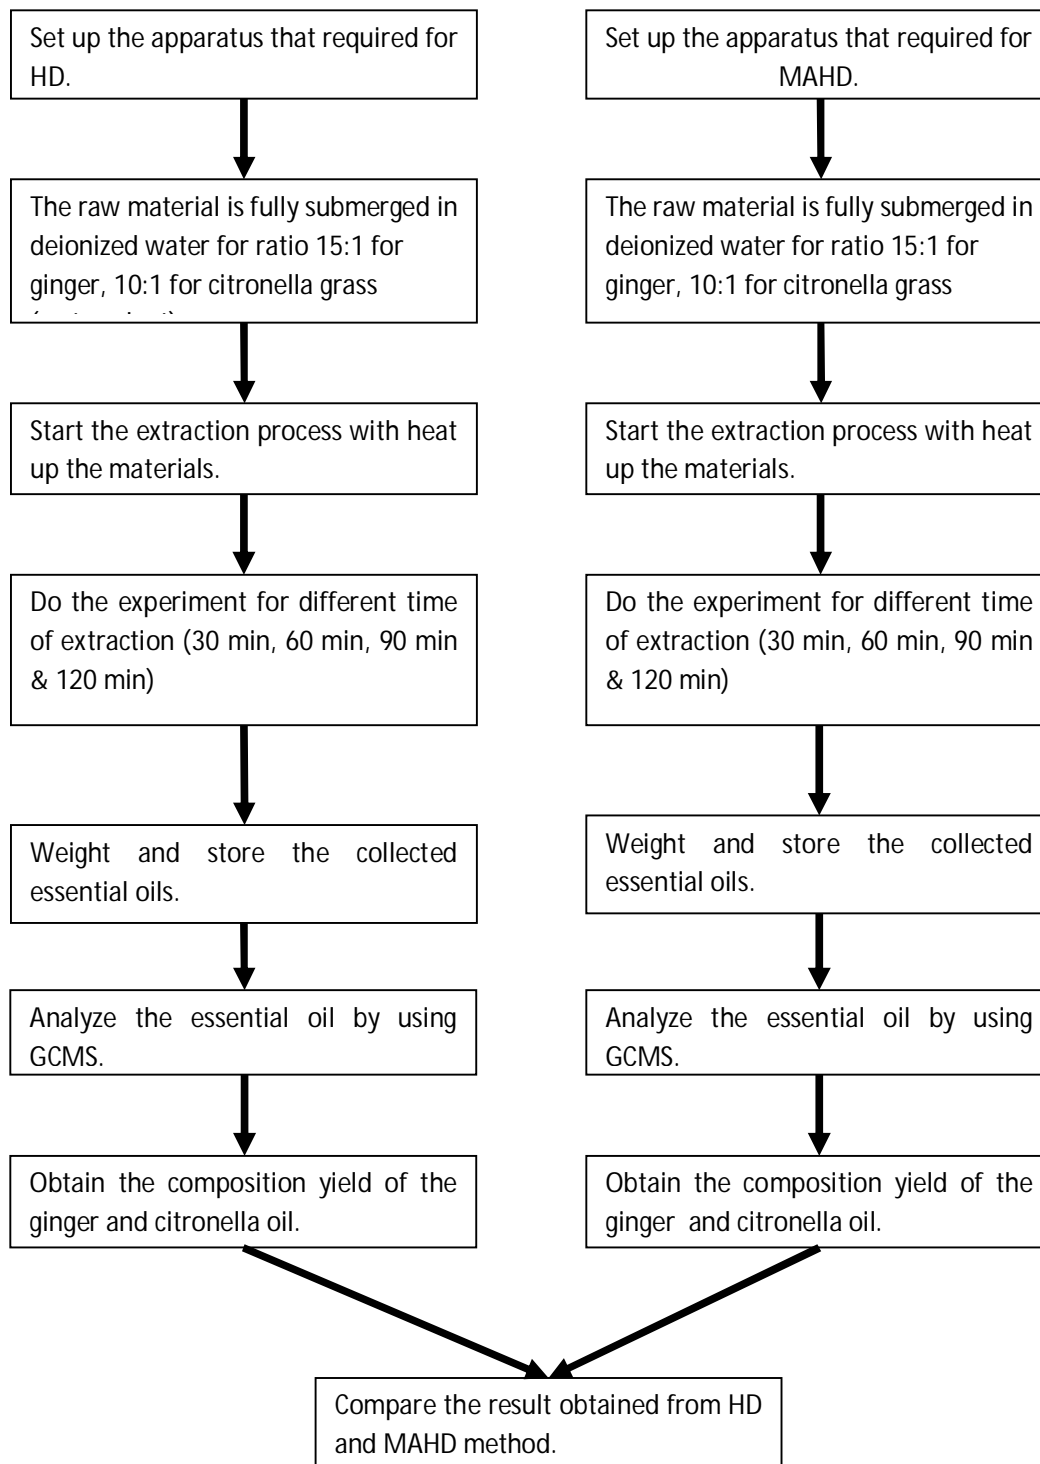 Set up the apparatus that required for
HD.
The raw material is fully submerged in
deionized water for ratio 15:1 for
ginger, 10:1 for citronella grass
Start the extraction process with heat
up the materials.
Do the experiment for different time
of extraction (30 min, 60 min, 90 min
& 120 min)
Weight and store the collected
essential oils.
Analyze the essential oil by using
GCMS.
Obtain the composition yield of the
ginger and citronella oil.
Set up the apparatus that required for
MAHD.
The raw material is fully submerged in
deionized water for ratio 15:1 for
ginger, 10:1 for citronella grass
Start the extraction process with heat
up the materials.
Do the experiment for different time
of extraction (30 min, 60 min, 90 min
& 120 min)
Weight and store the collected
essential oils.
Analyze the essential oil by using
GCMS.
Obtain the composition yield of the
ginger and citronella oil.
Compare the result obtained from HD
and MAHD method.